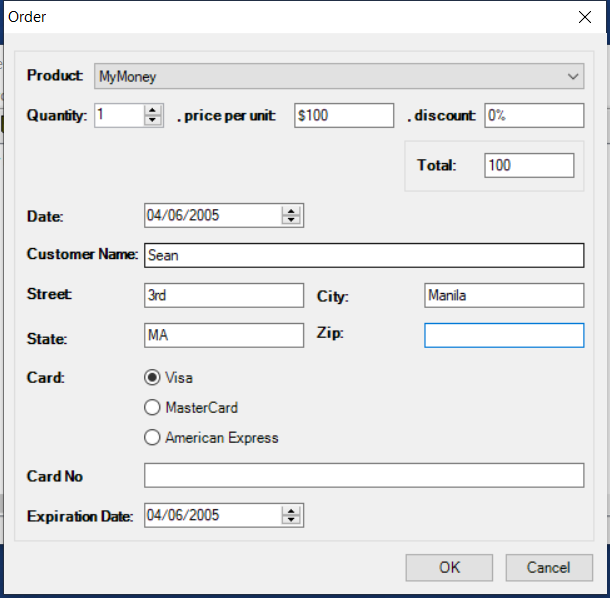 Order
Product: MyMoney
Quantity: 1 , price per unit: $100 , discount: 0%
Total: 100
Date: 04/06/2005
Customer Name: Sean
Street: 3rd City: Manila
State: MA Zip:
Card: Visa
MasterCard
American Express
Card No
Expiration Date: 04/06/2005
OK Cancel